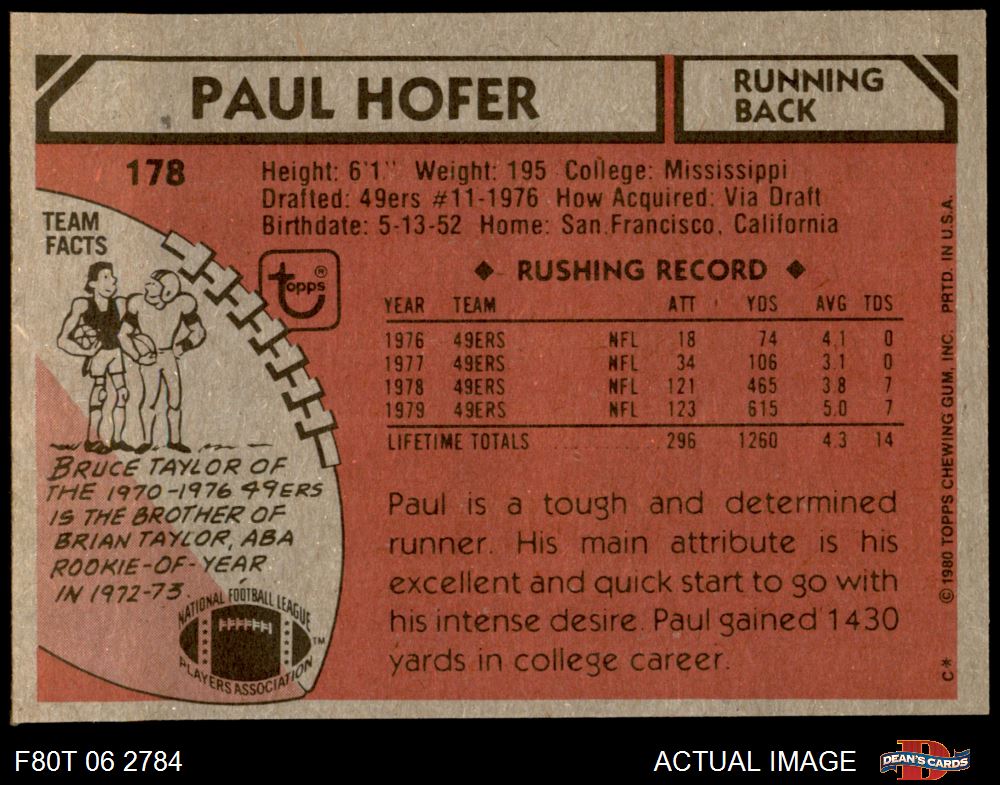 PAUL HOFER
RUNNING
BACK
178
Height: 6'1" Weight: 195 College: Mississippi
Drafted: 49ers #11-1976 How Acquired: Via Draft
Birthdate: 5-13-52 Home: San Francisco, California
TEAM
FACTS
topps®
◆ RUSHING RECORD ◆
YEAR TEAM ATT YDS AVG TDS
1976 49ERS NFL 18 74 4.1 0
1977 49ERS NFL 34 106 3.1 0
1978 49ERS NFL 121 465 3.8 7
1979 49ERS NFL 123 615 5.0 7
LIFETIME TOTALS 296 1260 4.3 14
BRUCE TAYLOR OF
THE 1970-1976 49ERS
IS THE BROTHER OF
BRIAN TAYLOR, ABA
ROOKIE-OF-YEAR
IN 1972-73.
NATIONAL FOOTBALL LEAGUE
PLAYERS ASSOCIATION
TM
Paul is a tough and determined
runner. His main attribute is his
excellent and quick start to go with
his intense desire. Paul gained 1430
yards in college career.
C* © 1980 TOPPS CHEWING GUM, INC. PRTD. IN U.S.A.
F80T 06 2784
ACTUAL IMAGE
D
DEAN'S CARDS